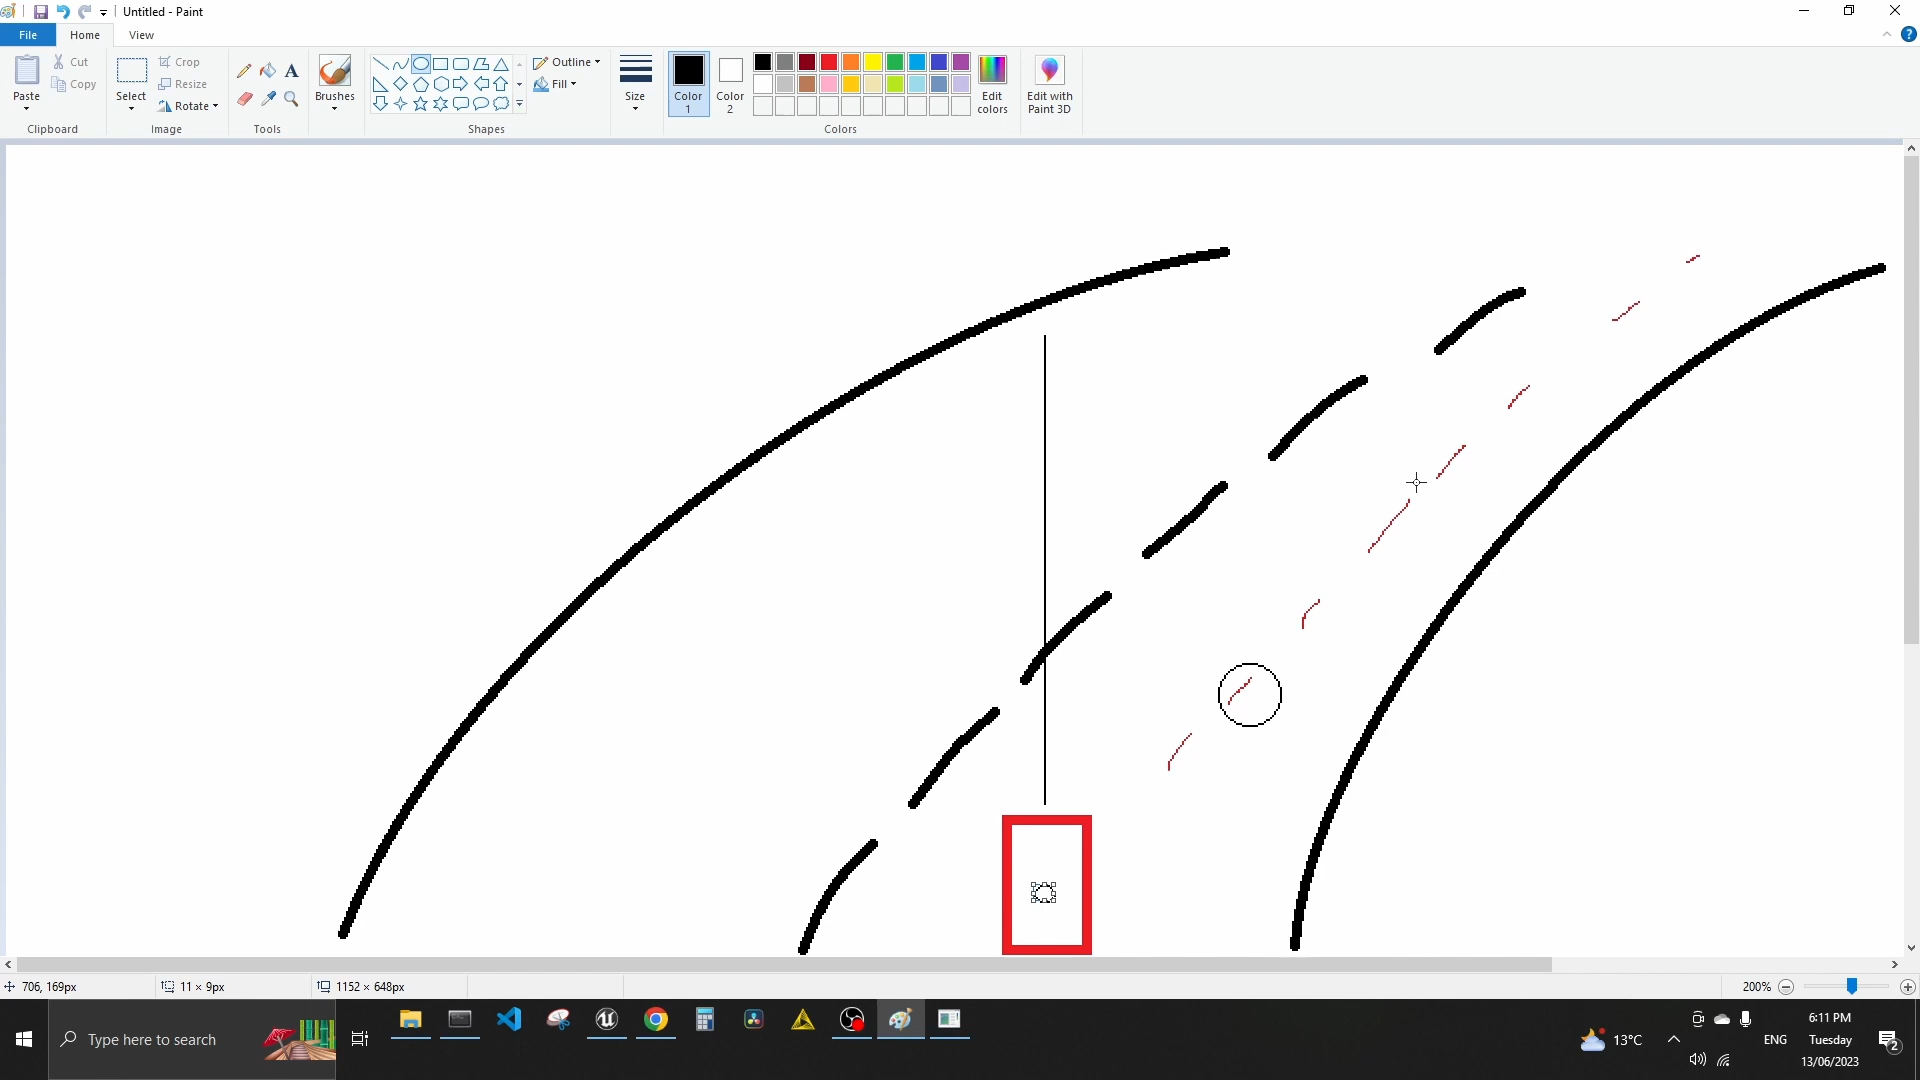 Untitled - Paint
File Home View
Paste
Cut
Copy
Clipboard
Select
Crop
Resize
Rotate
Image
Tools
Brushes
Shapes
Outline
Fill
Size
Color 1
Color 2
Colors
Edit colors
Edit with Paint 3D
706, 169px
11 × 9px
1152 × 648px
200%
Type here to search
13°C
ENG
6:11 PM
Tuesday
13/06/2023
2